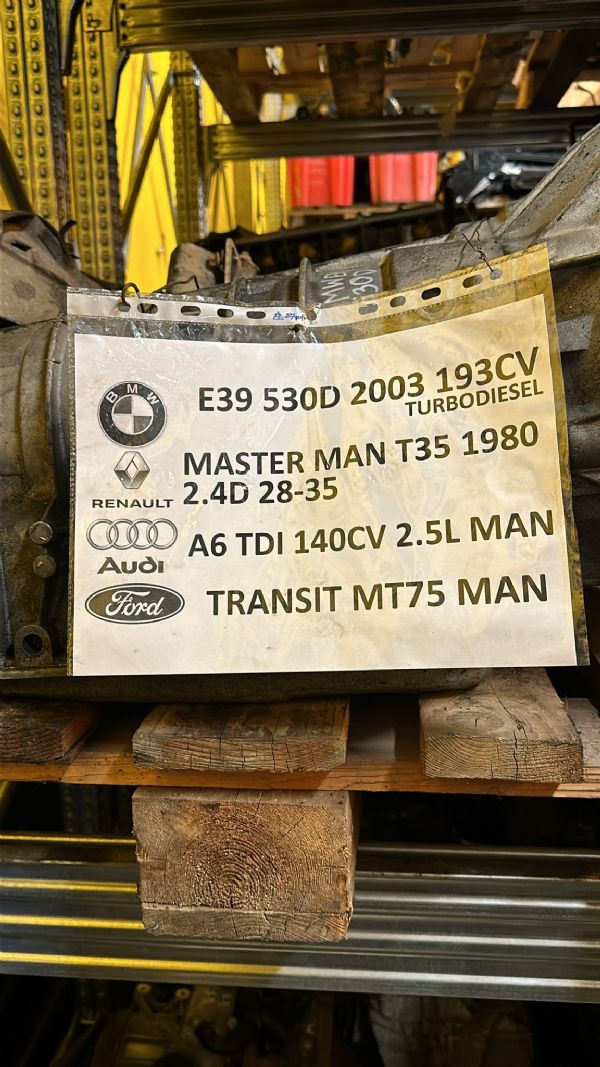 MWB
BMW
E39 530D 2003 193CV
TURBODIESEL
RENAULT
MASTER MAN T35 1980
2.4D 28-35
Audi
A6 TDI 140CV 2.5L MAN
Ford
TRANSIT MT75 MAN